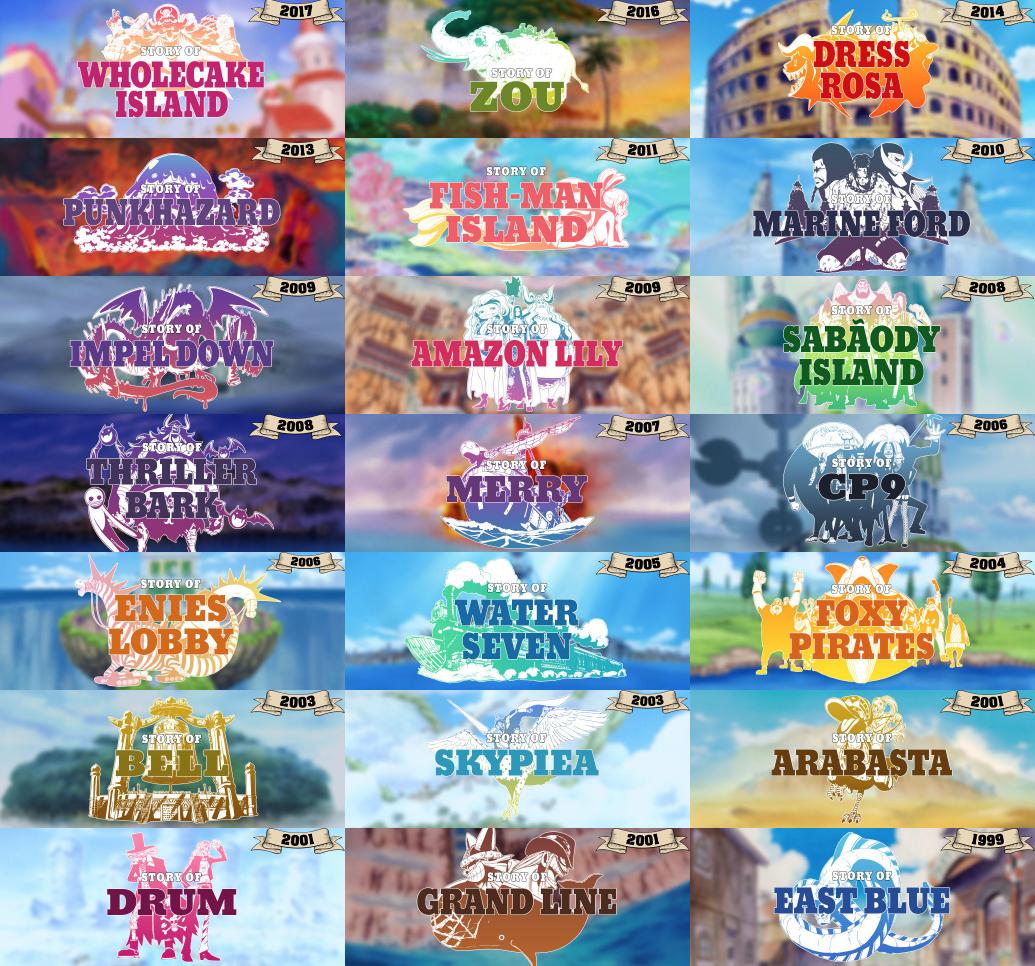 2017
STORY OF
WHOLECAKE
ISLAND
2016
STORY OF
ZOU
2014
STORY OF
DRESS
ROSA
2013
STORY OF
PUNKHAZARD
2011
STORY OF
FISH-MAN
ISLAND
2010
STORY OF
MARINE FORD
2009
STORY OF
IMPEL DOWN
2009
STORY OF
AMAZON LILY
2008
STORY OF
SABAODY
ISLAND
2008
STORY OF
THRILLER
BARK
2007
STORY OF
MERRY
2006
STORY OF
CP9
2006
STORY OF
ENIES
LOBBY
2005
STORY OF
WATER
SEVEN
2004
STORY OF
FOXY
PIRATES
2003
STORY OF
BELL
2003
STORY OF
SKYPIEA
2001
STORY OF
ARABASTA
2001
STORY OF
DRUM
2001
STORY OF
GRAND LINE
1999
STORY OF
EAST BLUE